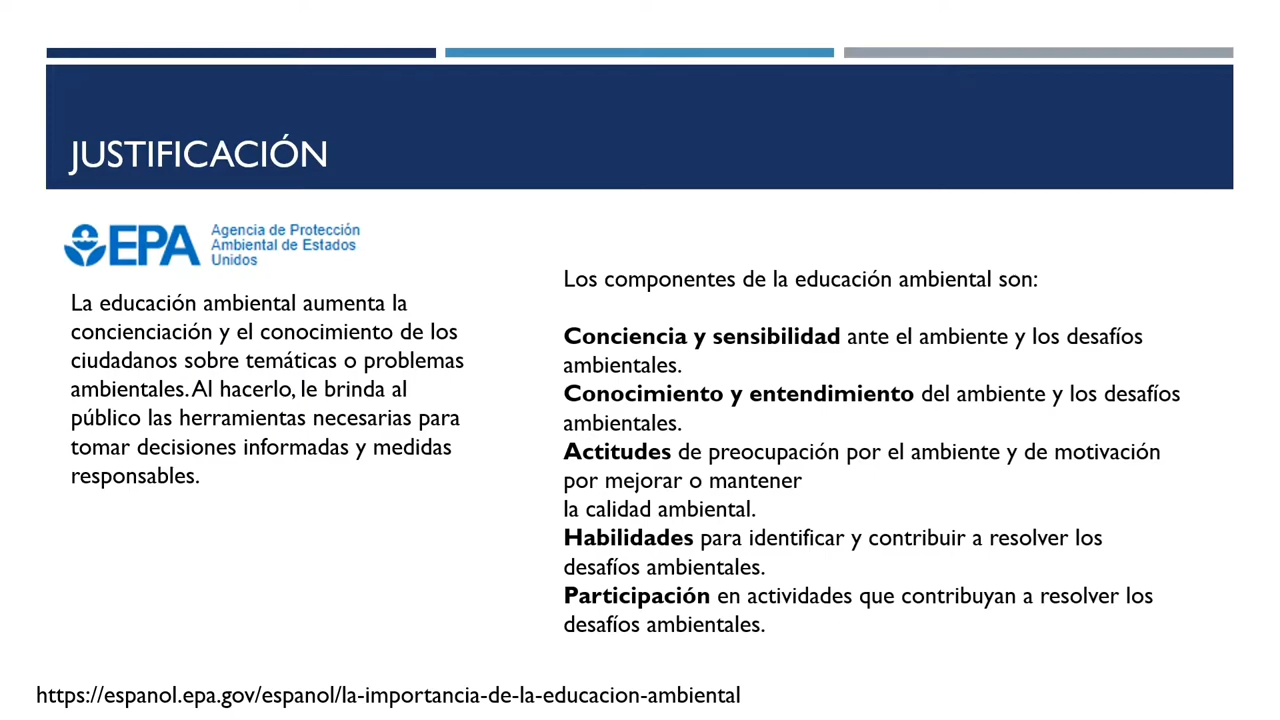 JUSTIFICACIÓN
EPA
Agencia de Protección
Ambiental de Estados
Unidos
La educación ambiental aumenta la
concienciación y el conocimiento de los
ciudadanos sobre temáticas o problemas
ambientales. Al hacerlo, le brinda al
público las herramientas necesarias para
tomar decisiones informadas y medidas
responsables.
Los componentes de la educación ambiental son:
Conciencia y sensibilidad ante el ambiente y los desafíos
ambientales.
Conocimiento y entendimiento del ambiente y los desafíos
ambientales.
Actitudes de preocupación por el ambiente y de motivación
por mejorar o mantener
la calidad ambiental.
Habilidades para identificar y contribuir a resolver los
desafíos ambientales.
Participación en actividades que contribuyan a resolver los
desafíos ambientales.
https://espanol.epa.gov/espanol/la-importancia-de-la-educacion-ambiental